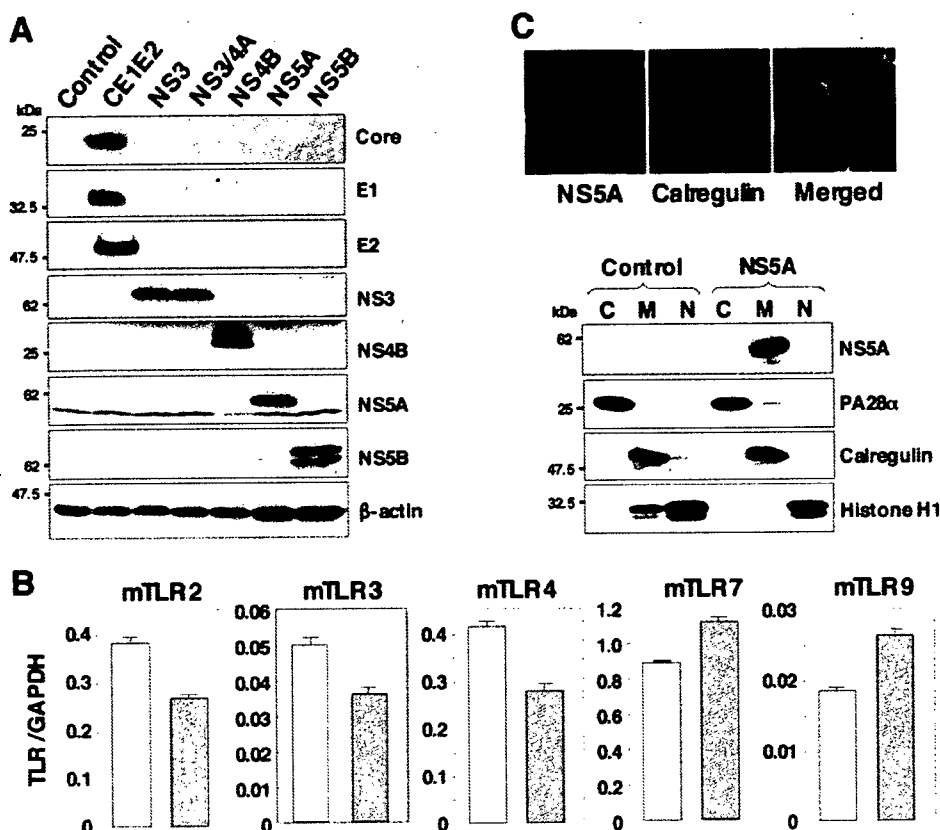 A
Control CE1E2 NS3 NS3/4A NS4B NS5A NS5B
kDa
25 Core
32.5 E1
47.5 E2
62 NS3
25 NS4B
62 NS5A
62 NS5B
47.5 β-actin
C
NS5A Calregulin Merged
Control NS5A
kDa C M N C M N
62 NS5A
25 PA28α
47.5 Calregulin
32.5 Histone H1
B
TLR/GAPDH
mTLR2
0.4
0.3
0.2
0.1
0
mTLR3
0.06
0.05
0.04
0.03
0.02
0.01
0
mTLR4
0.4
0.3
0.2
0.1
0
mTLR7
1.2
1.0
0.8
0.6
0.4
0.2
0
mTLR9
0.03
0.02
0.01
0